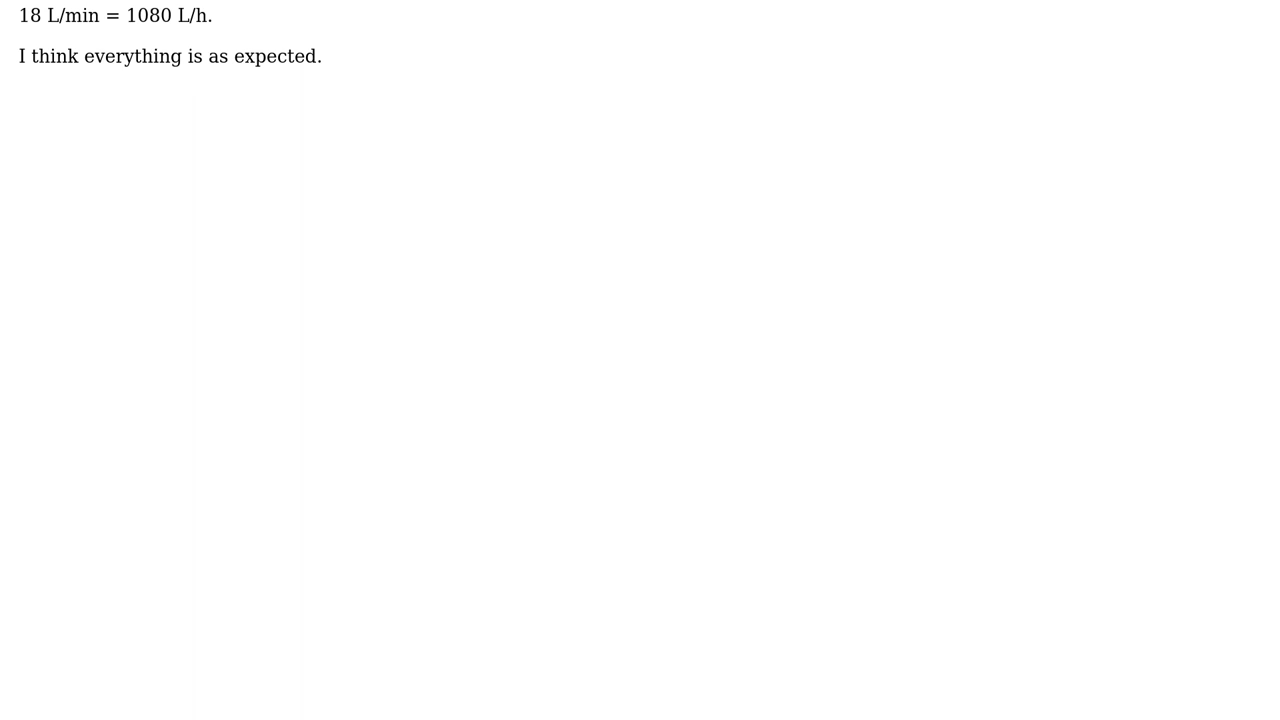 18 L/min = 1080 L/h.
I think everything is as expected.